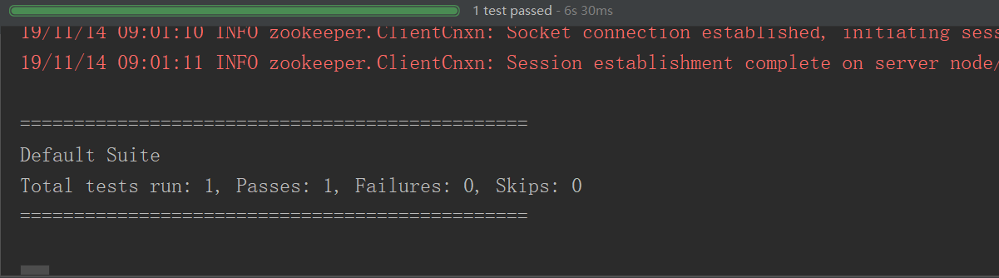 1 test passed - 6s 30ms
19/11/14 09:01:10 INFO zookeeper.ClientCnxn: Socket connection established, initiating sess
19/11/14 09:01:11 INFO zookeeper.ClientCnxn: Session establishment complete on server node/
===============================================
Default Suite
Total tests run: 1, Passes: 1, Failures: 0, Skips: 0
===============================================